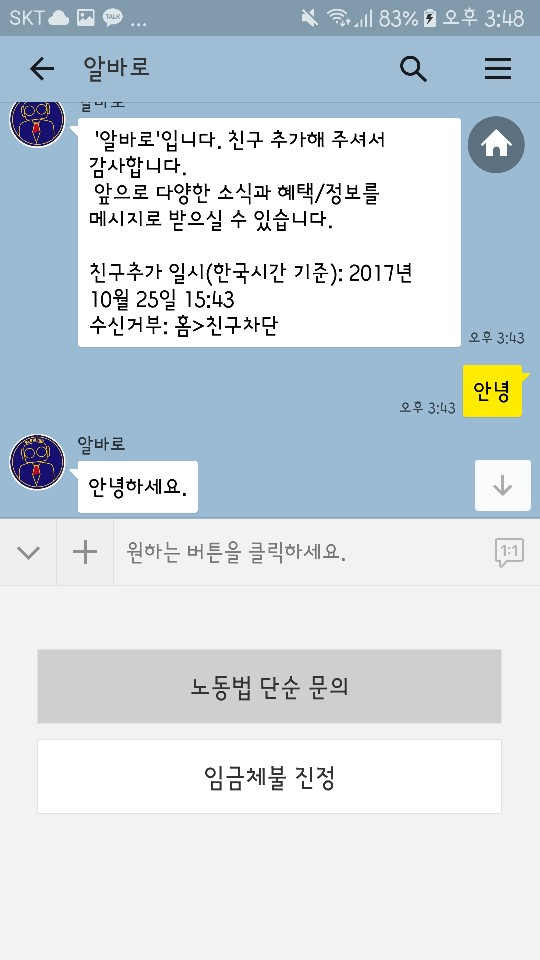 SKT TALK ... 83% 오후 3:48
알바로
알바로
'알바로'입니다. 친구 추가해 주셔서
감사합니다.
앞으로 다양한 소식과 혜택/정보를
메시지로 받으실 수 있습니다.
친구추가 일시(한국시간 기준): 2017년
10월 25일 15:43
수신거부: 홈>친구차단
오후 3:43
안녕
오후 3:43
알바로
안녕하세요.
원하는 버튼을 클릭하세요.
1:1
노동법 단순 문의
임금체불 진정